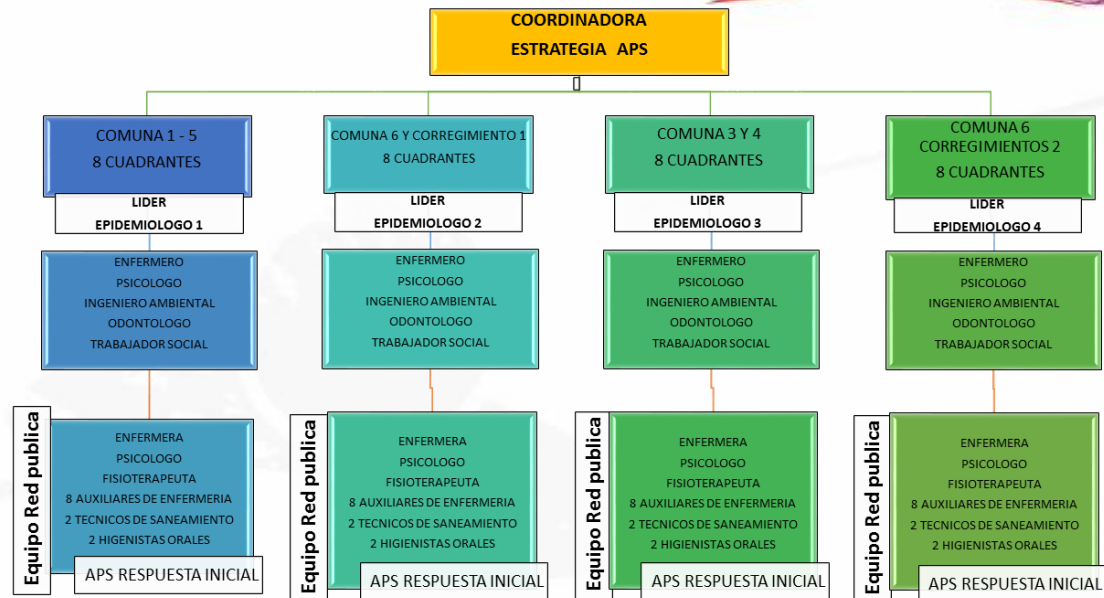 COORDINADORA
ESTRATEGIA APS
COMUNA 1 - 5
8 CUADRANTES
LIDER
EPIDEMIOLOGO 1
ENFERMERO
PSICOLOGO
INGENIERO AMBIENTAL
ODONTOLOGO
TRABAJADOR SOCIAL
Equipo Red publica
ENFERMERA
PSICOLOGO
FISIOTERAPEUTA
8 AUXILIARES DE ENFERMERIA
2 TECNICOS DE SANEAMIENTO
2 HIGENISTAS ORALES
APS RESPUESTA INICIAL
COMUNA 6 Y CORREGIMIENTO 1
8 CUADRANTES
LIDER
EPIDEMIOLOGO 2
ENFERMERO
PSICOLOGO
INGENIERO AMBIENTAL
ODONTOLOGO
TRABAJADOR SOCIAL
Equipo Red publica
ENFERMERA
PSICOLOGO
FISIOTERAPEUTA
8 AUXILIARES DE ENFERMERIA
2 TECNICOS DE SANEAMIENTO
2 HIGIENISTAS ORALES
APS RESPUESTA INICIAL
COMUNA 3 Y 4
8 CUADRANTES
LIDER
EPIDEMIOLOGO 3
ENFERMERO
PSICOLOGO
INGENIERO AMBIENTAL
ODONTOLOGO
TRABAJADOR SOCIAL
Equipo Red publica
ENFERMERA
PSICOLOGO
FISIOTERAPEUTA
8 AUXILIARES DE ENFERMERIA
2 TECNICOS DE SANEAMIENTO
2 HIGENISTAS ORALES
APS RESPUESTA INICIAL
COMUNA 6
CORREGIMIENTOS 2
8 CUADRANTES
LIDER
EPIDEMIOLOGO 4
ENFERMERO
PSICOLOGO
INGENIERO AMBIENTAL
ODONTOLOGO
TRABAJADOR SOCIAL
Equipo Red publica
ENFERMERA
PSICOLOGO
FISIOTERAPEUTA
8 AUXILIARES DE ENFERMERIA
2 TECNICOS DE SANEAMIENTO
2 HIGIENISTAS ORALES
APS RESPUESTA INICIAL